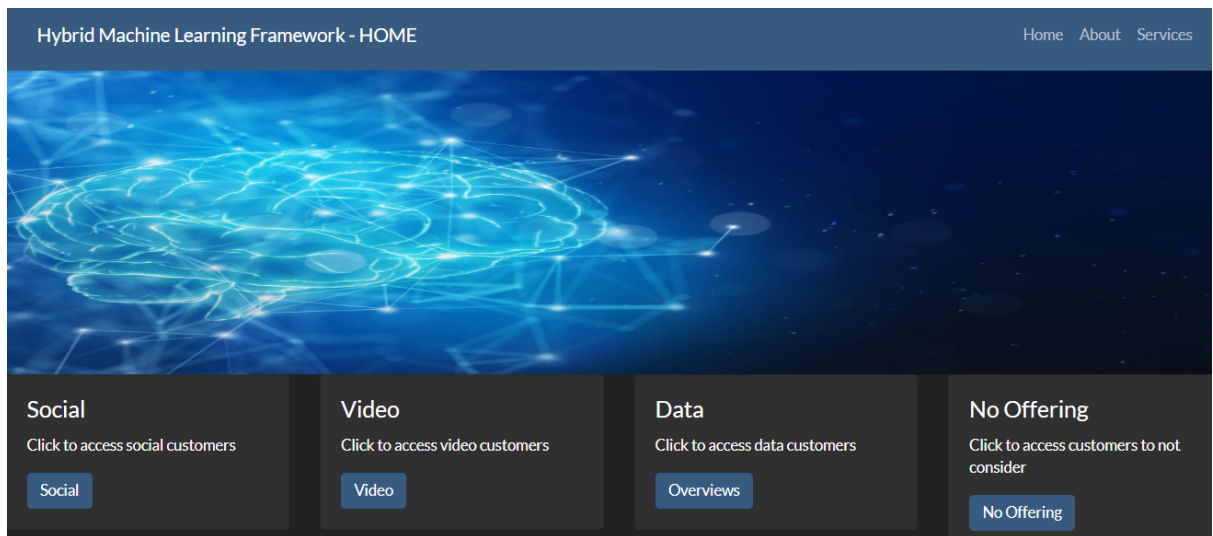 Hybrid Machine Learning Framework - HOME
Home About Services
Social
Click to access social customers
Social
Video
Click to access video customers
Video
Data
Click to access data customers
Overviews
No Offering
Click to access customers to not
consider
No Offering